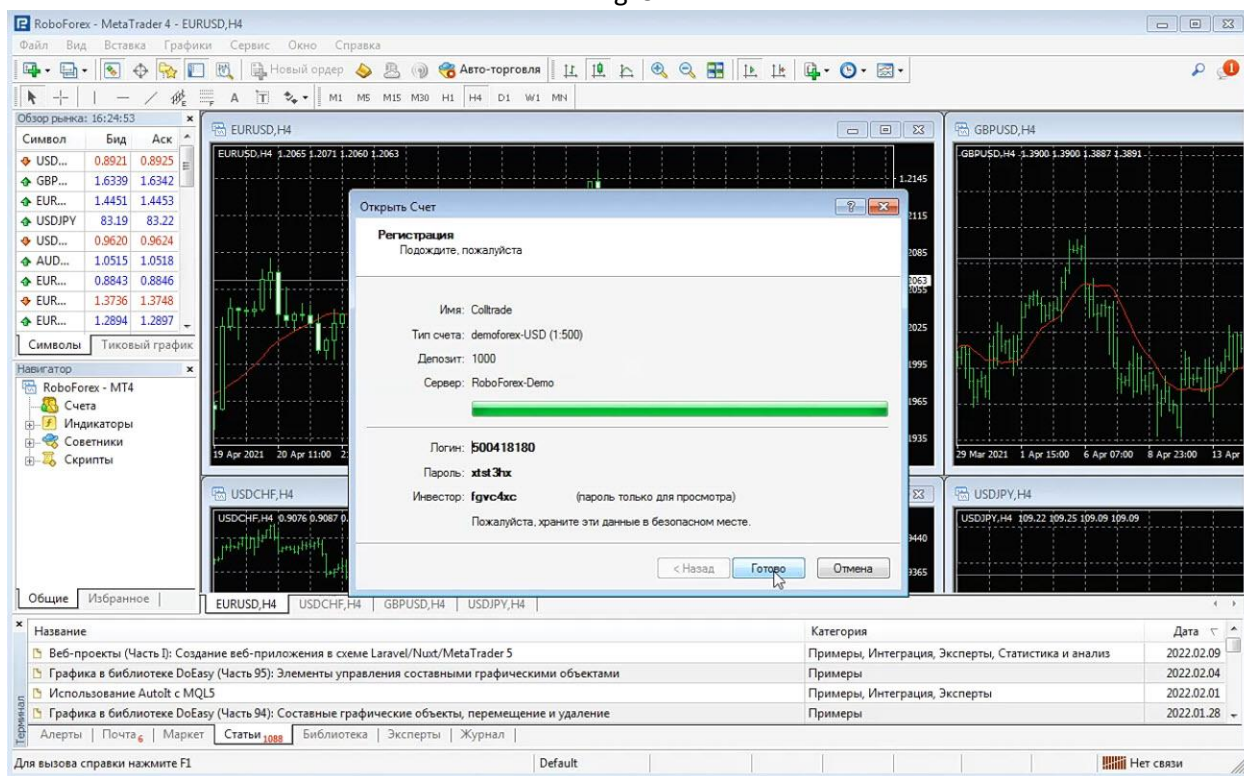 RoboForex - MetaTrader 4 - EURUSD,H4
Файл Вид Вставка Графики Сервис Окно Справка
Новый ордер Авто-торговля
M1 M5 M15 M30 H1 H4 D1 W1 MN
Обзор рынка: 16:24:53
Символ Бид Аск
USD... 0.8921 0.8925
GBP... 1.6339 1.6342
EUR... 1.4451 1.4453
USDJPY 83.19 83.22
USD... 0.9620 0.9624
AUD... 1.0515 1.0518
EUR... 0.8843 0.8846
EUR... 1.3736 1.3748
EUR... 1.2894 1.2897
Символы Тиковый график
Навигатор
RoboForex - MT4
Счета
Индикаторы
Советники
Скрипты
Общие Избранное
EURUSD,H4
EURUSD,H4 1.2065 1.2071 1.2060 1.2063
1.2145
19 Apr 2021 20 Apr 11:00
GBPUSD,H4
GBPUSD,H4 1.3900 1.3900 1.3887 1.3891
29 Mar 2021 1 Apr 15:00 6 Apr 07:00 8 Apr 23:00 13 Apr
USDCHF,H4
USDCHF,H4 0.9076 0.9087
USDJPY,H4
USDJPY,H4 109.22 109.25 109.09 109.09
Открыть Счет
Регистрация
Подождите, пожалуйста
Имя: Colltrade
Тип счета: demoforex-USD (1:500)
Депозит: 1000
Сервер: RoboForex-Demo
Логин: 500418180
Пароль: xtst3hx
Инвестор: fgvc4xc (пароль только для просмотра)
Пожалуйста, храните эти данные в безопасном месте.
< Назад Готово Отмена
EURUSD,H4 USDCHF,H4 GBPUSD,H4 USDJPY,H4
Название Категория Дата
Веб-проекты (Часть I): Создание веб-приложения в схеме Laravel/Nuxt/MetaTrader 5 Примеры, Интеграция, Эксперты, Статистика и анализ 2022.02.09
Графика в библиотеке DoEasy (Часть 95): Элементы управления составными графическими объектами Примеры 2022.02.04
Использование AutoIt с MQL5 Примеры, Интеграция, Эксперты 2022.02.01
Графика в библиотеке DoEasy (Часть 94): Составные графические объекты, перемещение и удаление Примеры 2022.01.28
Терминал
Алерты Почта 6 Маркет Статьи 1088 Библиотека Эксперты Журнал
Для вызова справки нажмите F1 Default Нет связи